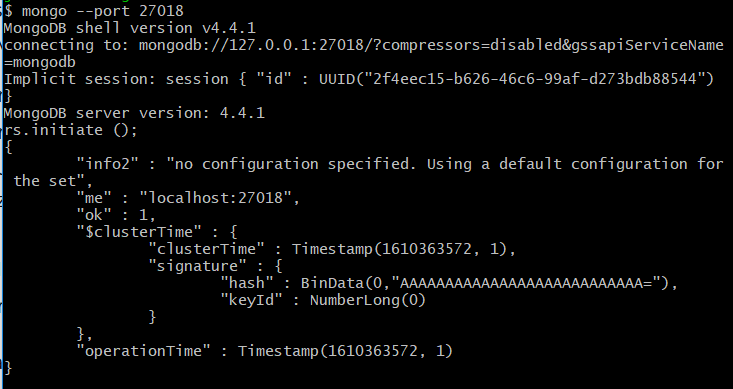 $ mongo --port 27018
MongoDB shell version v4.4.1
connecting to: mongodb://127.0.0.1:27018/?compressors=disabled&gssapiServiceName
=mongodb
Implicit session: session { "id" : UUID("2f4eec15-b626-46c6-99af-d273bdb88544")
}
MongoDB server version: 4.4.1
rs.initiate ();
{
        "info2" : "no configuration specified. Using a default configuration for
 the set",
        "me" : "localhost:27018",
        "ok" : 1,
        "$clusterTime" : {
                "clusterTime" : Timestamp(1610363572, 1),
                "signature" : {
                        "hash" : BinData(0,"AAAAAAAAAAAAAAAAAAAAAAAAAAA="),
                        "keyId" : NumberLong(0)
                }
        },
        "operationTime" : Timestamp(1610363572, 1)
}